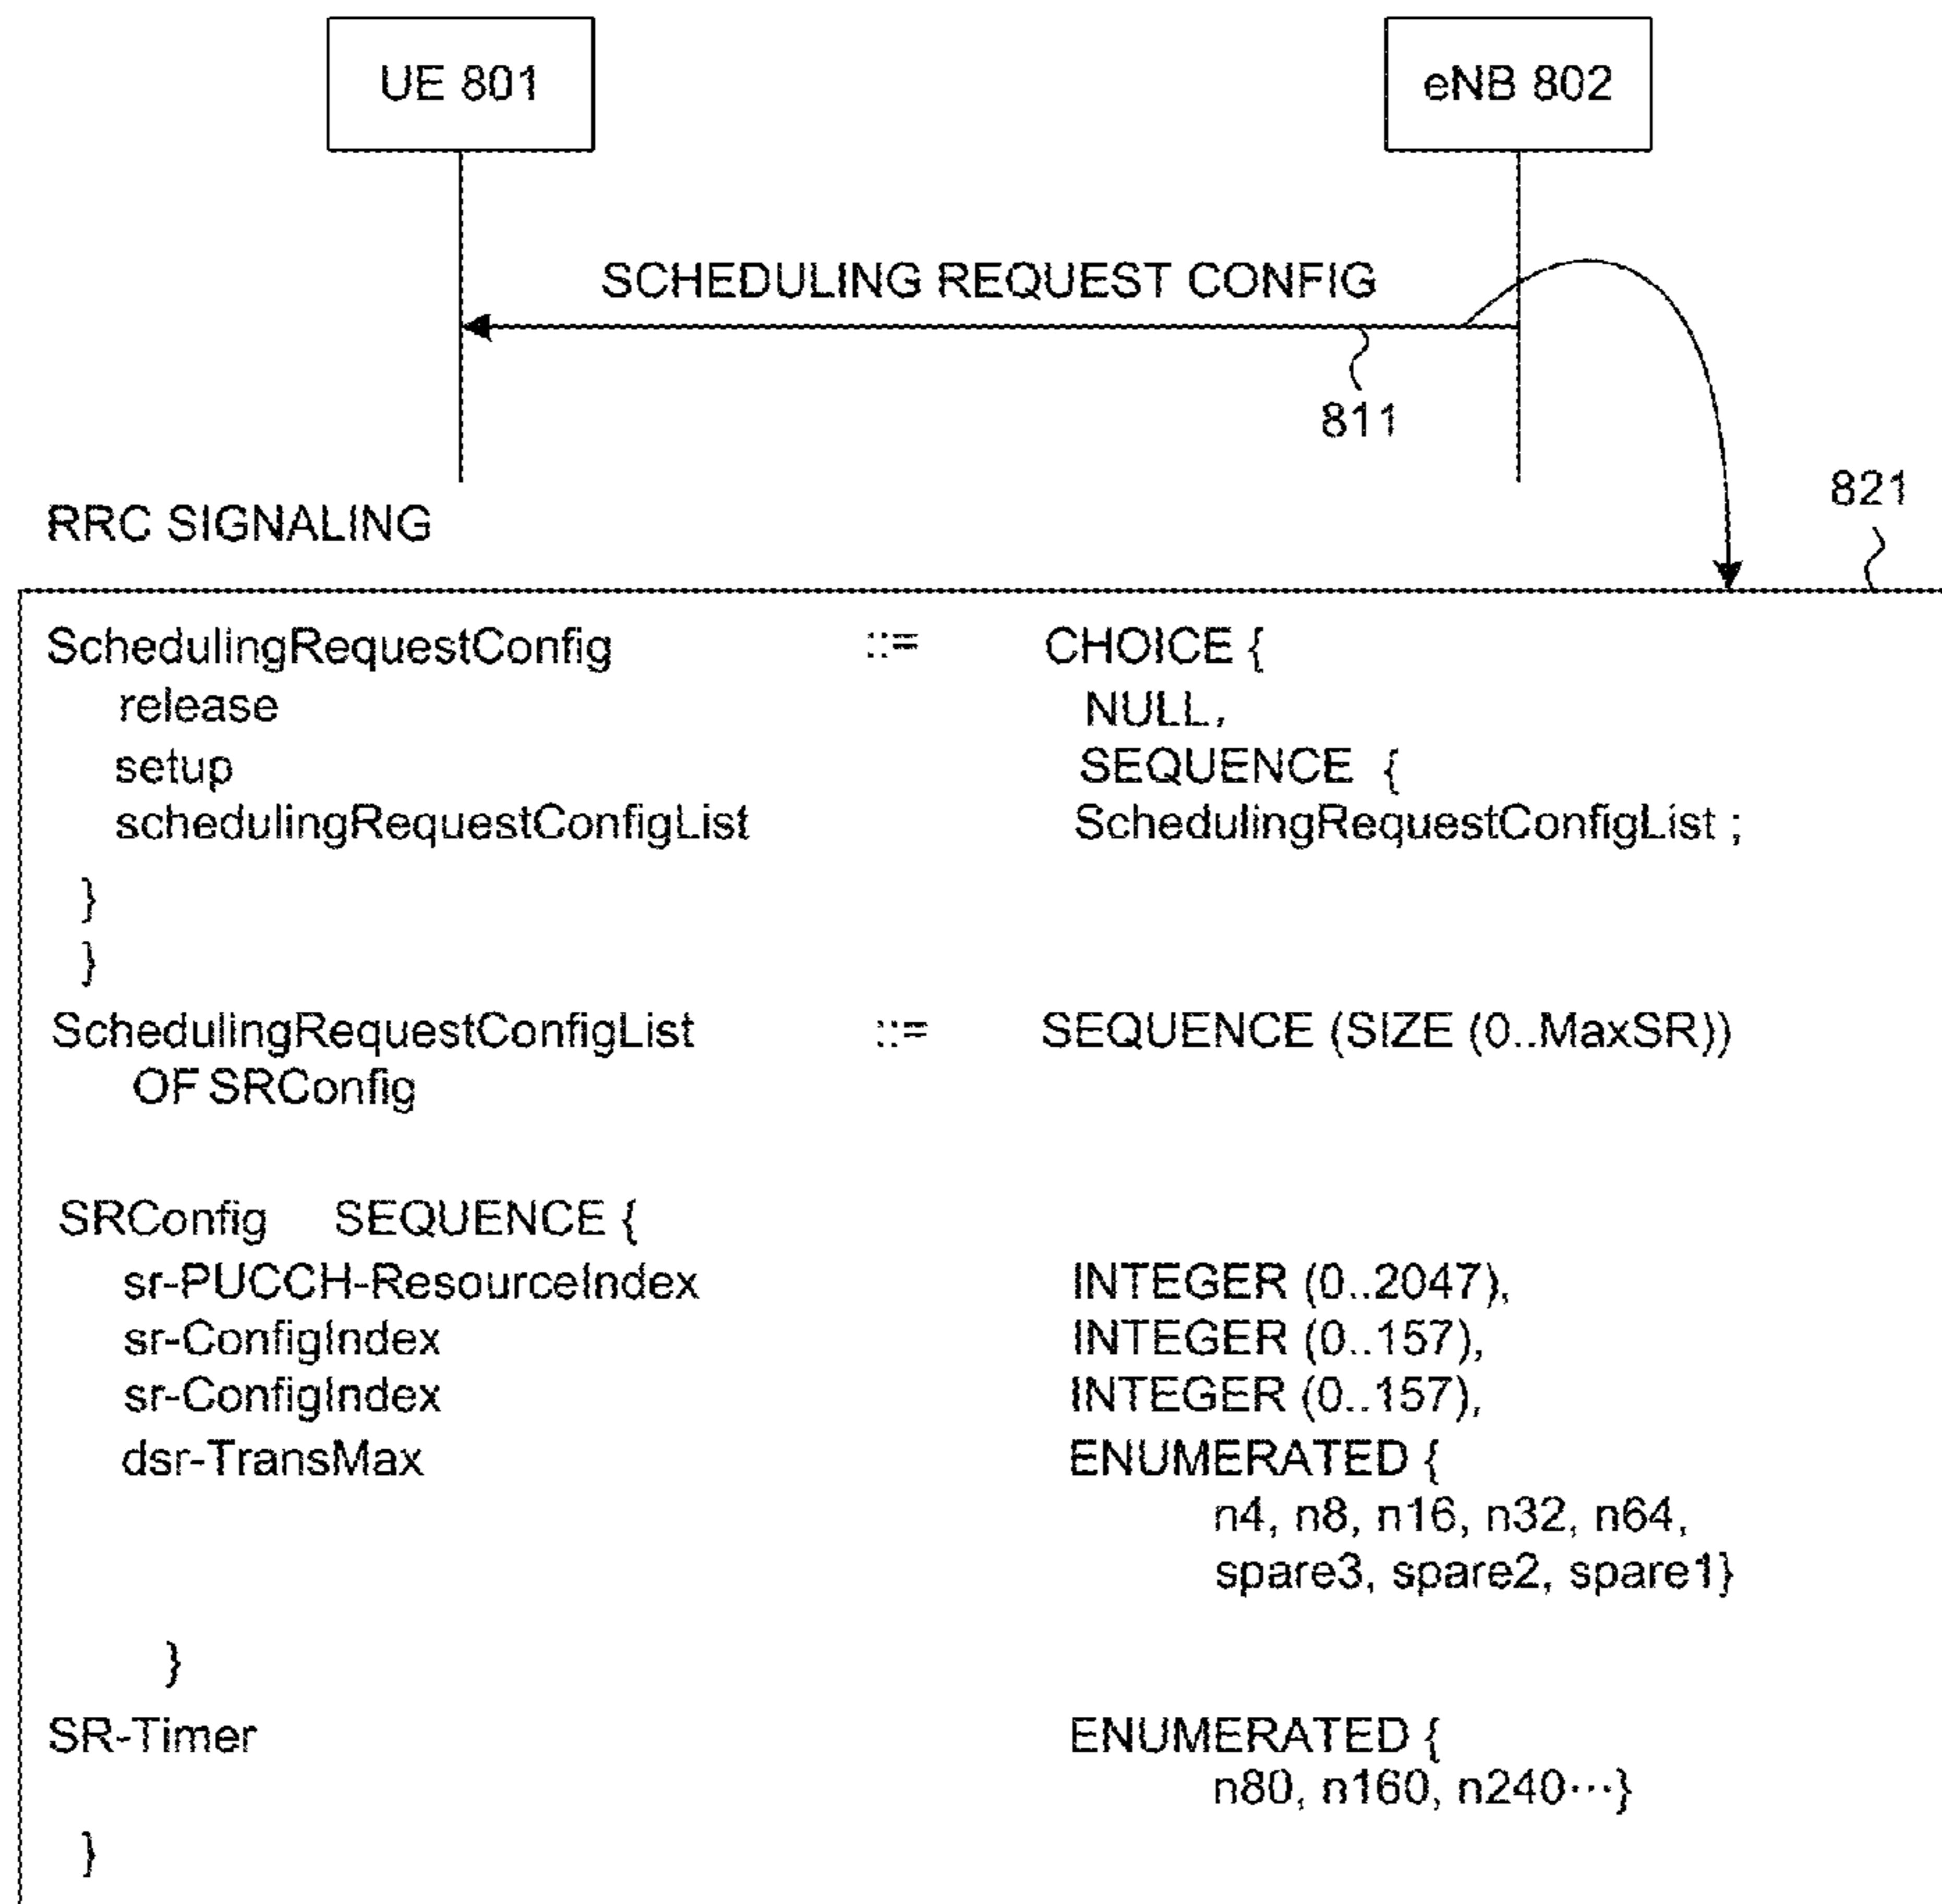 UE 801 eNB 802
SCHEDULING REQUEST CONFIG
811
821
RRC SIGNALING
SchedulingRequestConfig ::= CHOICE {
release NULL,
setup SEQUENCE {
schedulingRequestConfigList SchedulingRequestConfigList ;
}
}
SchedulingRequestConfigList ::= SEQUENCE (SIZE (0..MaxSR))
OF SRConfig
SRConfig SEQUENCE {
sr-PUCCH-ResourceIndex INTEGER (0..2047),
sr-ConfigIndex INTEGER (0..157),
sr-ConfigIndex INTEGER (0..157),
dsr-TransMax ENUMERATED {
n4, n8, n16, n32, n64,
spare3, spare2, spare1}
}
SR-Timer ENUMERATED {
n80, n160, n240···}
}